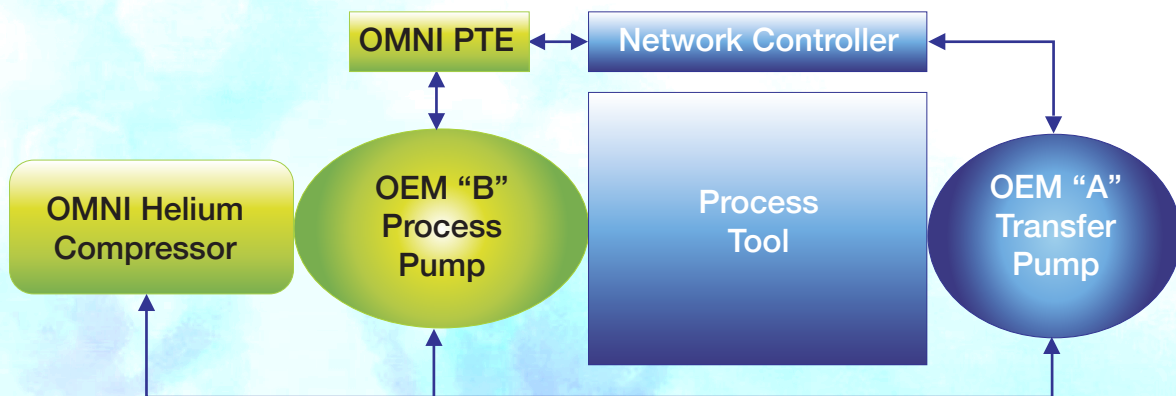 OMNI PTE
Network Controller
OMNI Helium
Compressor
OEM “B”
Process
Pump
Process
Tool
OEM “A”
Transfer
Pump